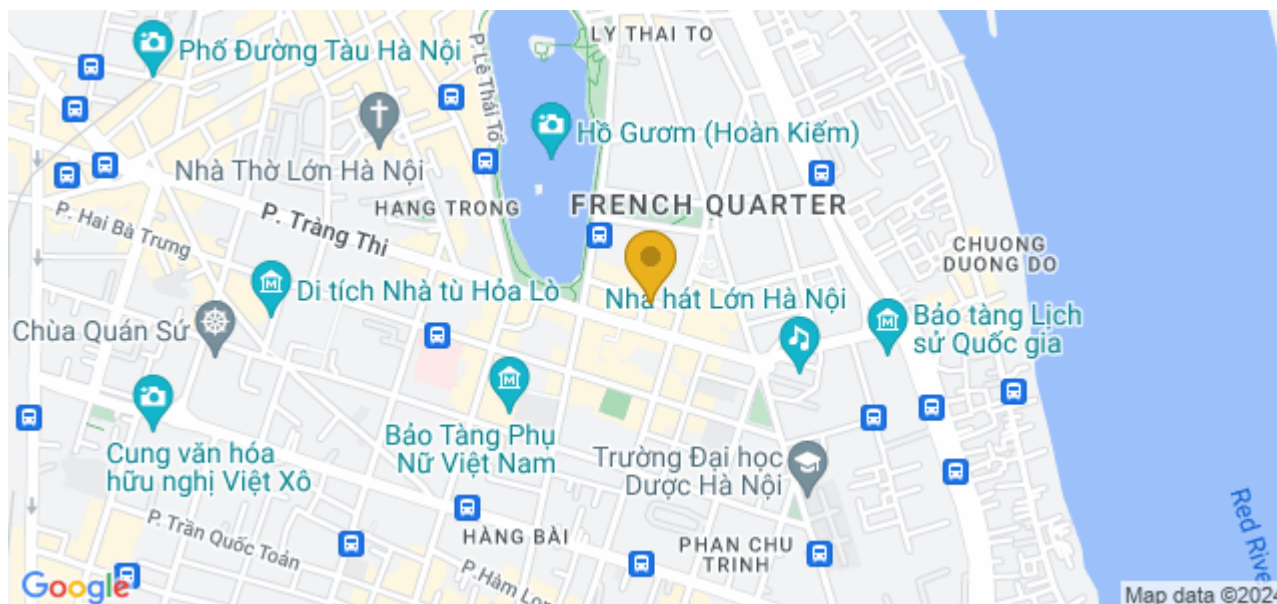 LY THAI TO
Phố Đường Tàu Hà Nội
P. Lê Thái Tổ
Hồ Gươm (Hoàn Kiếm)
Nhà Thờ Lớn Hà Nội
HANG TRONG
FRENCH QUARTER
P. Hai Bà Trưng
P. Tràng Thi
CHUONG
DUONG DO
Di tích Nhà tù Hỏa Lò
Nhà hát Lớn Hà Nội
Chùa Quán Sứ
Bảo tàng Lịch
sử Quốc gia
Bảo Tàng Phụ
Nữ Việt Nam
Cung văn hóa
hữu nghị Việt Xô
Trường Đại học
Dược Hà Nội
P. Trần Quốc Toản
HÀNG BÀI
PHAN CHU
TRINH
Red River
P. Hàm Lon
Google
Map data ©2024